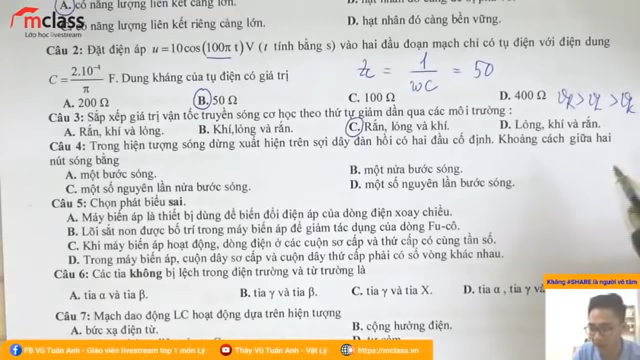 mclass
Lớp học livestream
A. có năng lượng liên kết càng lớn.
có năng lượng liên kết riêng càng lớn.
D. hạt nhân đó càng bền vững.
Câu 2: Đặt điện áp u = 10cos(100π t) V (t tính bằng s) vào hai đầu đoạn mạch chỉ có tụ điện với điện dung
C = 2.10⁻⁴/π F. Dung kháng của tụ điện có giá trị
Zc = 1/ωC = 50
A. 200 Ω B. 50 Ω C. 100 Ω D. 400 Ω
Câu 3: Sắp xếp giá trị vận tốc truyền sóng cơ học theo thứ tự giảm dần qua các môi trường :
A. Rắn, khí và lỏng. B. Khí,lỏng và rắn. C. Rắn, lỏng và khí. D. Lỏng, khí và rắn.
Câu 4: Trong hiện tượng sóng dừng xuất hiện trên sợi dây đàn hồi có hai đầu cố định. Khoảng cách giữa hai
nút sóng bằng
A. một bước sóng. B. một nửa bước sóng.
C. một số nguyên lần nửa bước sóng. D. một số nguyên lần bước sóng.
Câu 5: Chọn phát biểu sai.
A. Máy biến áp là thiết bị dùng để biến đổi điện áp của dòng điện xoay chiều.
B. Lõi sắt non được bố trí trong máy biến áp để giảm tác dụng của dòng Fu-cô.
C. Khi máy biến áp hoạt động, dòng điện ở các cuộn sơ cấp và thứ cấp có cùng tần số.
D. Trong máy biến áp, cuộn dây sơ cấp và cuộn dây thứ cấp phải có số vòng khác nhau.
Câu 6: Các tia không bị lệch trong điện trường và từ trường là
A. tia α và tia β. B. tia γ và tia β. C. tia γ và tia X. D. tia α , tia γ và
Câu 7: Mạch dao động LC hoạt động dựa trên hiện tượng
A. bức xạ điện từ. B. cộng hưởng điện.
Không #SHARE là người vô tâm
FB Vũ Tuấn Anh - Giáo viên livestream top 1 môn Lý
Thầy Vũ Tuấn Anh - Vật Lý
https://mclass.vn